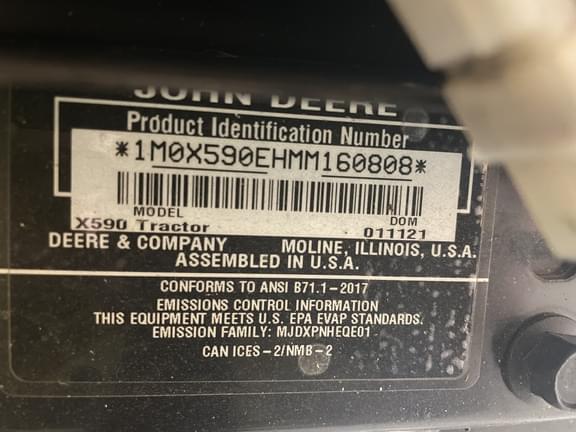 JOHN DEERE
Product Identification Number
*1M0X590EHMM160808*
MODEL DOM
X590 Tractor 011121
DEERE & COMPANY MOLINE, ILLINOIS, U.S.A.
ASSEMBLED IN U.S.A.
CONFORMS TO ANSI B71.1-2017
EMISSIONS CONTROL INFORMATION
THIS EQUIPMENT MEETS U.S. EPA EVAP STANDARDS.
EMISSION FAMILY: MJDXPNHEQE01
CAN ICES-2/NMB-2